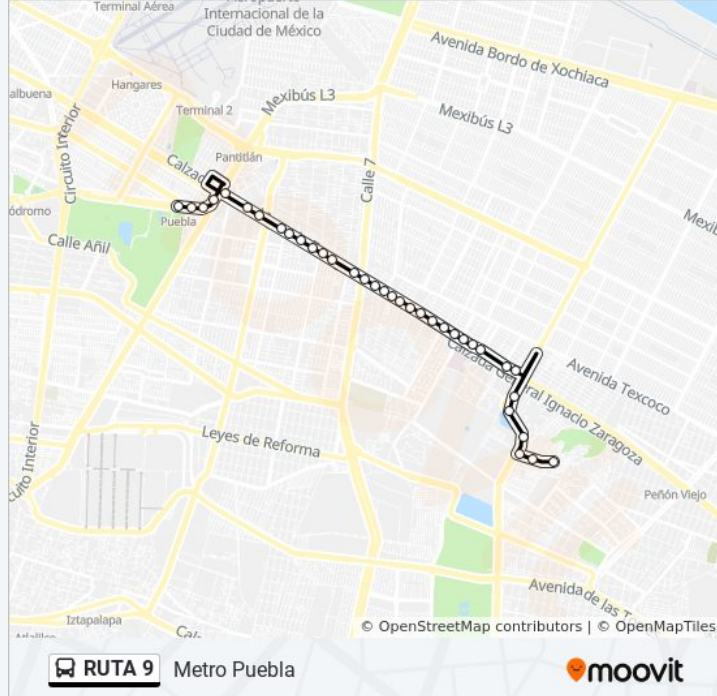 Terminal Aérea
Internacional de la
Ciudad de México
Avenida Bordo de Xochiaca
Hangares
albuena
Mexibús L3
Terminal 2
Mexibús L3
Circuito Interior
Pantitlán
Calle 7
Calzad
ódromo
Puebla
Mexib
Calle Añil
Calzada General Ignacio Zaragoza
Avenida Texcoco
Leyes de Reforma
cuito Interior
Peñón Viejo
Avenida de las T
Iztapalapa
© OpenStreetMap contributors | © OpenMapTiles
RUTA 9 Metro Puebla
moovit